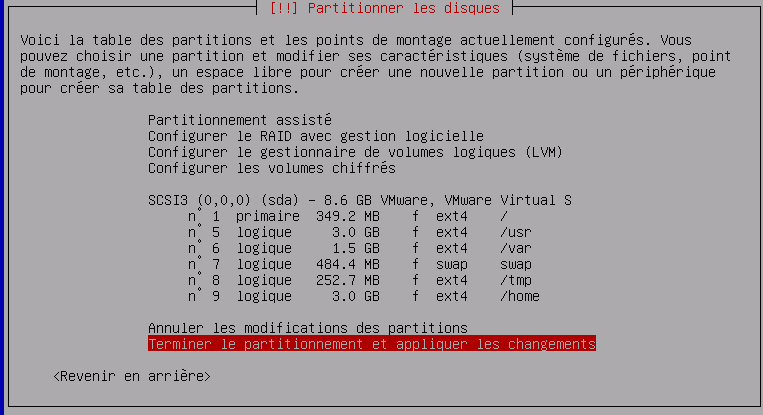 [!!] Partitionner les disques
Voici la table des partitions et les points de montage actuellement configurés. Vous
pouvez choisir une partition et modifier ses caractéristiques (système de fichiers, point
de montage, etc.), un espace libre pour créer une nouvelle partition ou un périphérique
pour créer sa table des partitions.
Partitionnement assisté
Configurer le RAID avec gestion logicielle
Configurer le gestionnaire de volumes logiques (LVM)
Configurer les volumes chiffrés
SCSI3 (0,0,0) (sda) - 8.6 GB VMware, VMware Virtual S
n° 1 primaire 349.2 MB f ext4 /
n° 5 logique 3.0 GB f ext4 /usr
n° 6 logique 1.5 GB f ext4 /var
n° 7 logique 484.4 MB f swap swap
n° 8 logique 252.7 MB f ext4 /tmp
n° 9 logique 3.0 GB f ext4 /home
Annuler les modifications des partitions
Terminer le partitionnement et appliquer les changements
<Revenir en arrière>